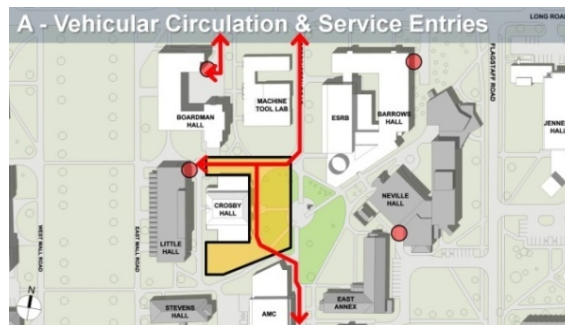 A - Vehicular Circulation & Service Entries
LONG ROAD
FLAGSTAFF ROAD
BOARDMAN
HALL
MACHINE
TOOL LAB
ESRB
BARROWS
HALL
JENNE
HALL
CROSBY
HALL
NEVILLE
HALL
LITTLE
HALL
WEST MALL ROAD
EAST MALL ROAD
N
STEVENS
HALL
AMC
EAST
ANNEX